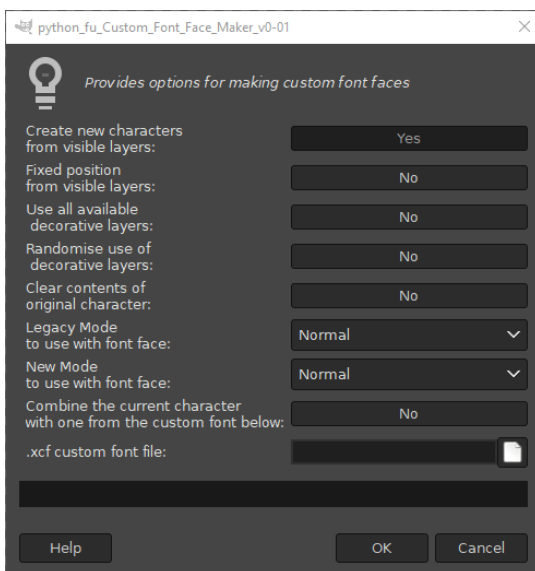 python_fu_Custom_Font_Face_Maker_v0-01
Provides options for making custom font faces
Create new characters
from visible layers:
Yes
Fixed position
from visible layers:
No
Use all available
decorative layers:
No
Randomise use of
decorative layers:
No
Clear contents of
original character:
No
Legacy Mode
to use with font face:
Normal
New Mode
to use with font face:
Normal
Combine the current character
with one from the custom font below:
No
.xcf custom font file:
Help
OK
Cancel